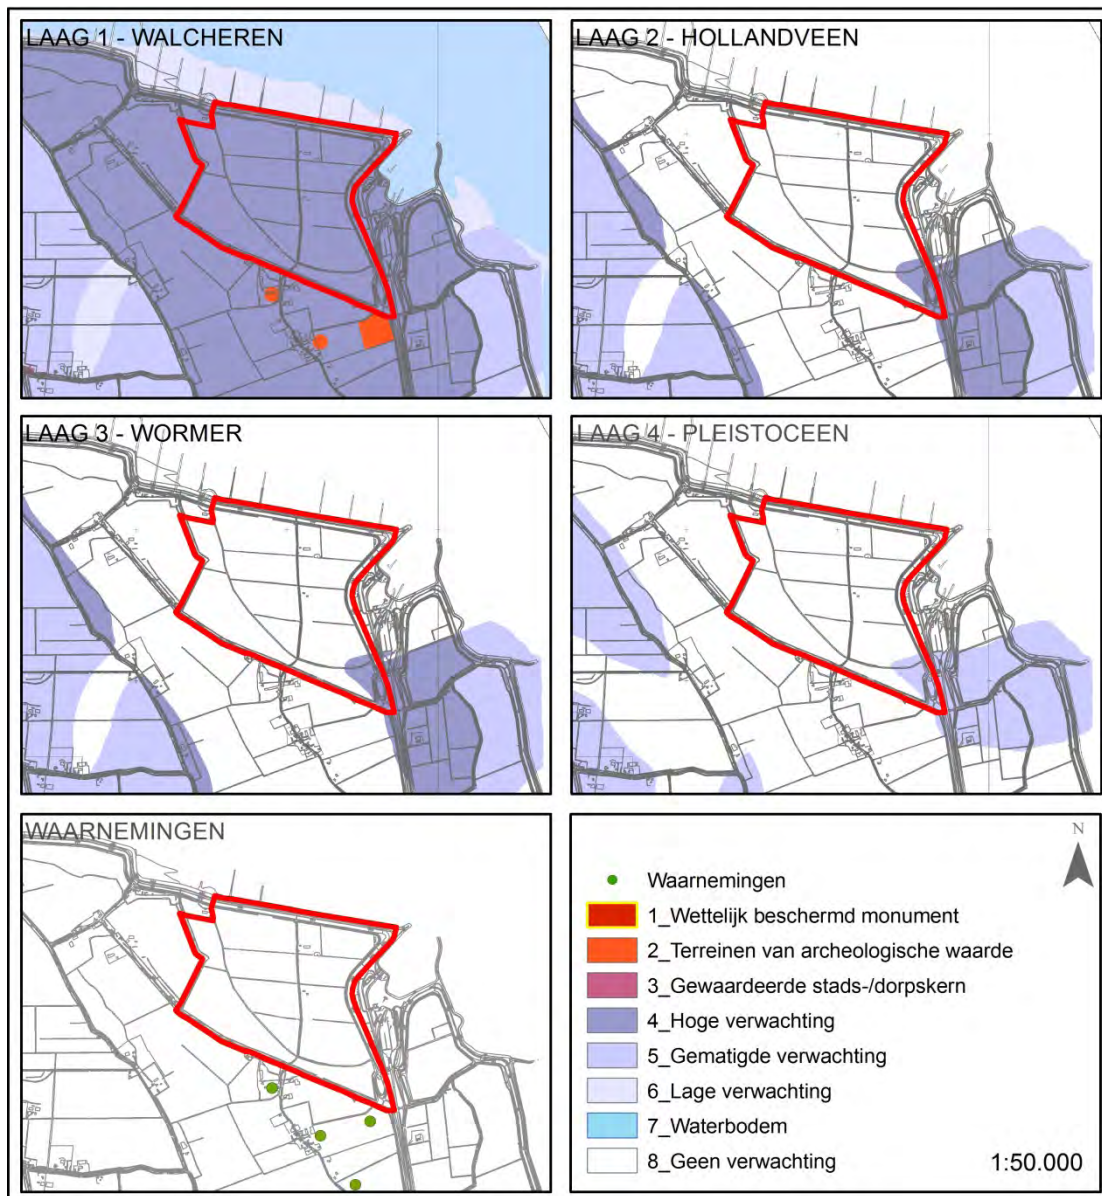 LAAG 1 - WALCHEREN
LAAG 2 - HOLLANDVEEN
LAAG 3 - WORMER
LAAG 4 - PLEISTOCEEN
WAARNEMINGEN
N
Waarnemingen
1_Wettelijk beschermd monument
2_Terreinen van archeologische waarde
3_Gewaardeerde stads-/dorpskern
4_Hoge verwachting
5_Gematigde verwachting
6_Lage verwachting
7_Waterbodem
8_Geen verwachting
1:50.000